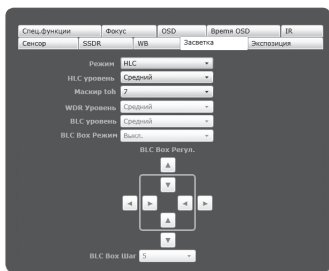 Спец.функции Фокус OSD Время OSD IR
Сенсор SSDR WB Засветка Экспозиция
Режим HLC
HLC уровень Средний
Маскир toh 7
WDR Уровень Средний
BLC уровень Средний
BLC Box Режим Выкл.
BLC Box Регул.
BLC Box Шаг 5